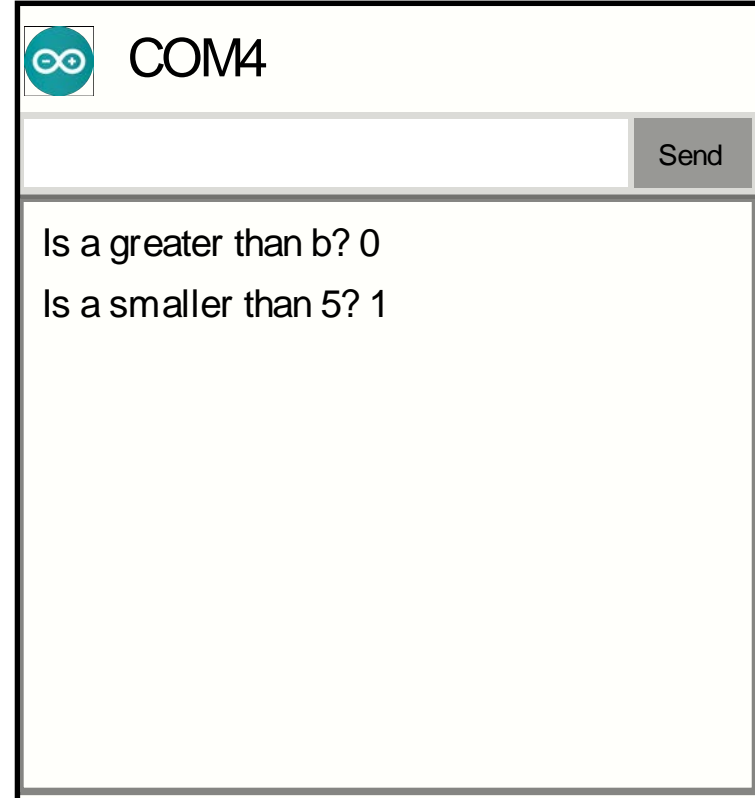 COM4
Send
Is a greater than b? 0
Is a smaller than 5? 1